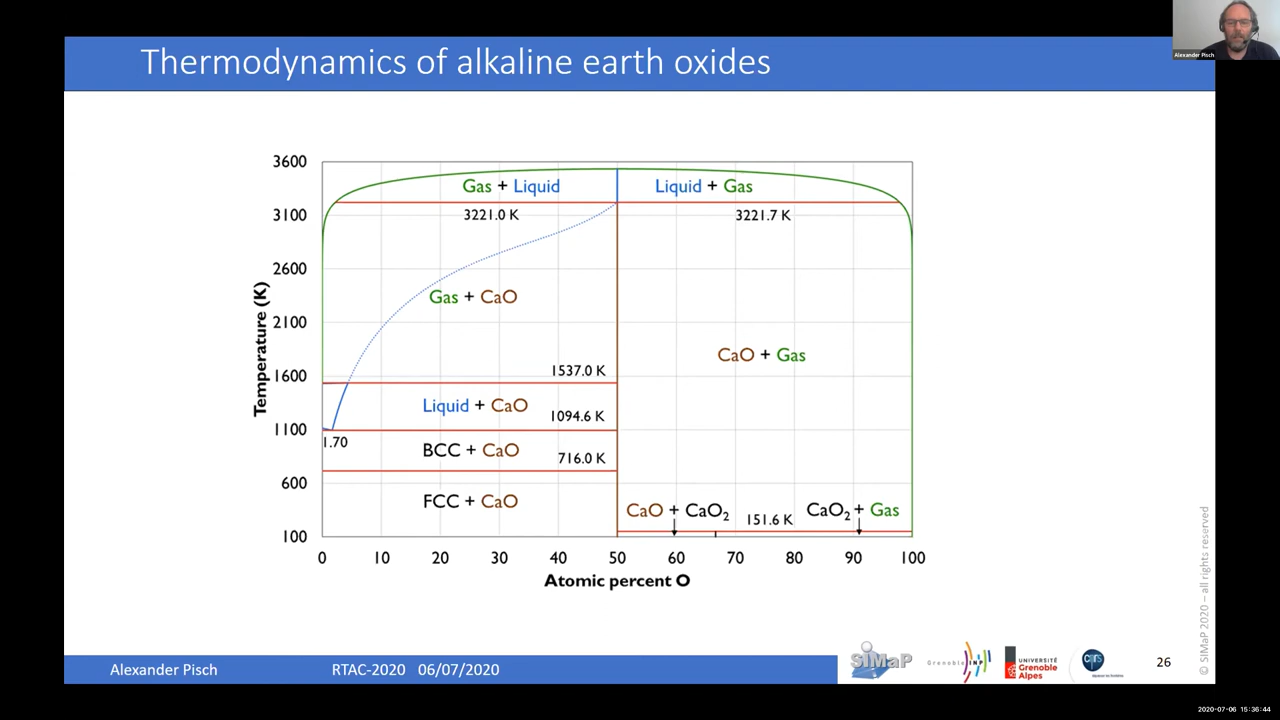 Alexander Pisch
Thermodynamics of alkaline earth oxides
3600
3100
2600
2100
1600
1100
600
100
Temperature (K)
Gas + Liquid
Liquid + Gas
3221.0 K
3221.7 K
Gas + CaO
CaO + Gas
1537.0 K
Liquid + CaO
1094.6 K
1.70
BCC + CaO
716.0 K
FCC + CaO
CaO + CaO₂
151.6 K
CaO₂ + Gas
0 10 20 30 40 50 60 70 80 90 100
Atomic percent O
© SIMaP 2020 – all rights reserved
Alexander Pisch
RTAC-2020 06/07/2020
SIMaP
Grenoble INP
UNIVERSITÉ
Grenoble
Alpes
cnrs
26
2020-07-06 15:36:44